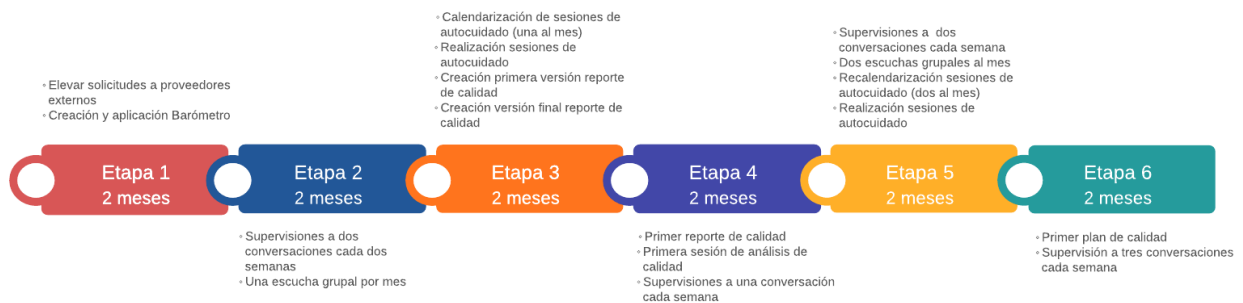 ◦ Elevar solicitudes a proveedores
externos
◦ Creación y aplicación Barómetro
Etapa 1
2 meses
Etapa 2
2 meses
◦ Supervisiones a dos
conversaciones cada dos
semanas
◦ Una escucha grupal por mes
◦ Calendarización de sesiones de
autocuidado (una al mes)
◦ Realización sesiones de
autocuidado
◦ Creación primera versión reporte
de calidad
◦ Creación versión final reporte de
calidad
Etapa 3
2 meses
Etapa 4
2 meses
◦ Primer reporte de calidad
◦ Primera sesión de análisis de
calidad
◦ Supervisiones a una conversación
cada semana
◦ Supervisiones a dos
conversaciones cada semana
◦ Dos escuchas grupales al mes
◦ Recalendarización sesiones de
autocuidado (dos al mes)
◦ Realización sesiones de
autocuidado
Etapa 5
2 meses
Etapa 6
2 meses
◦ Primer plan de calidad
◦ Supervisión a tres conversaciones
cada semana